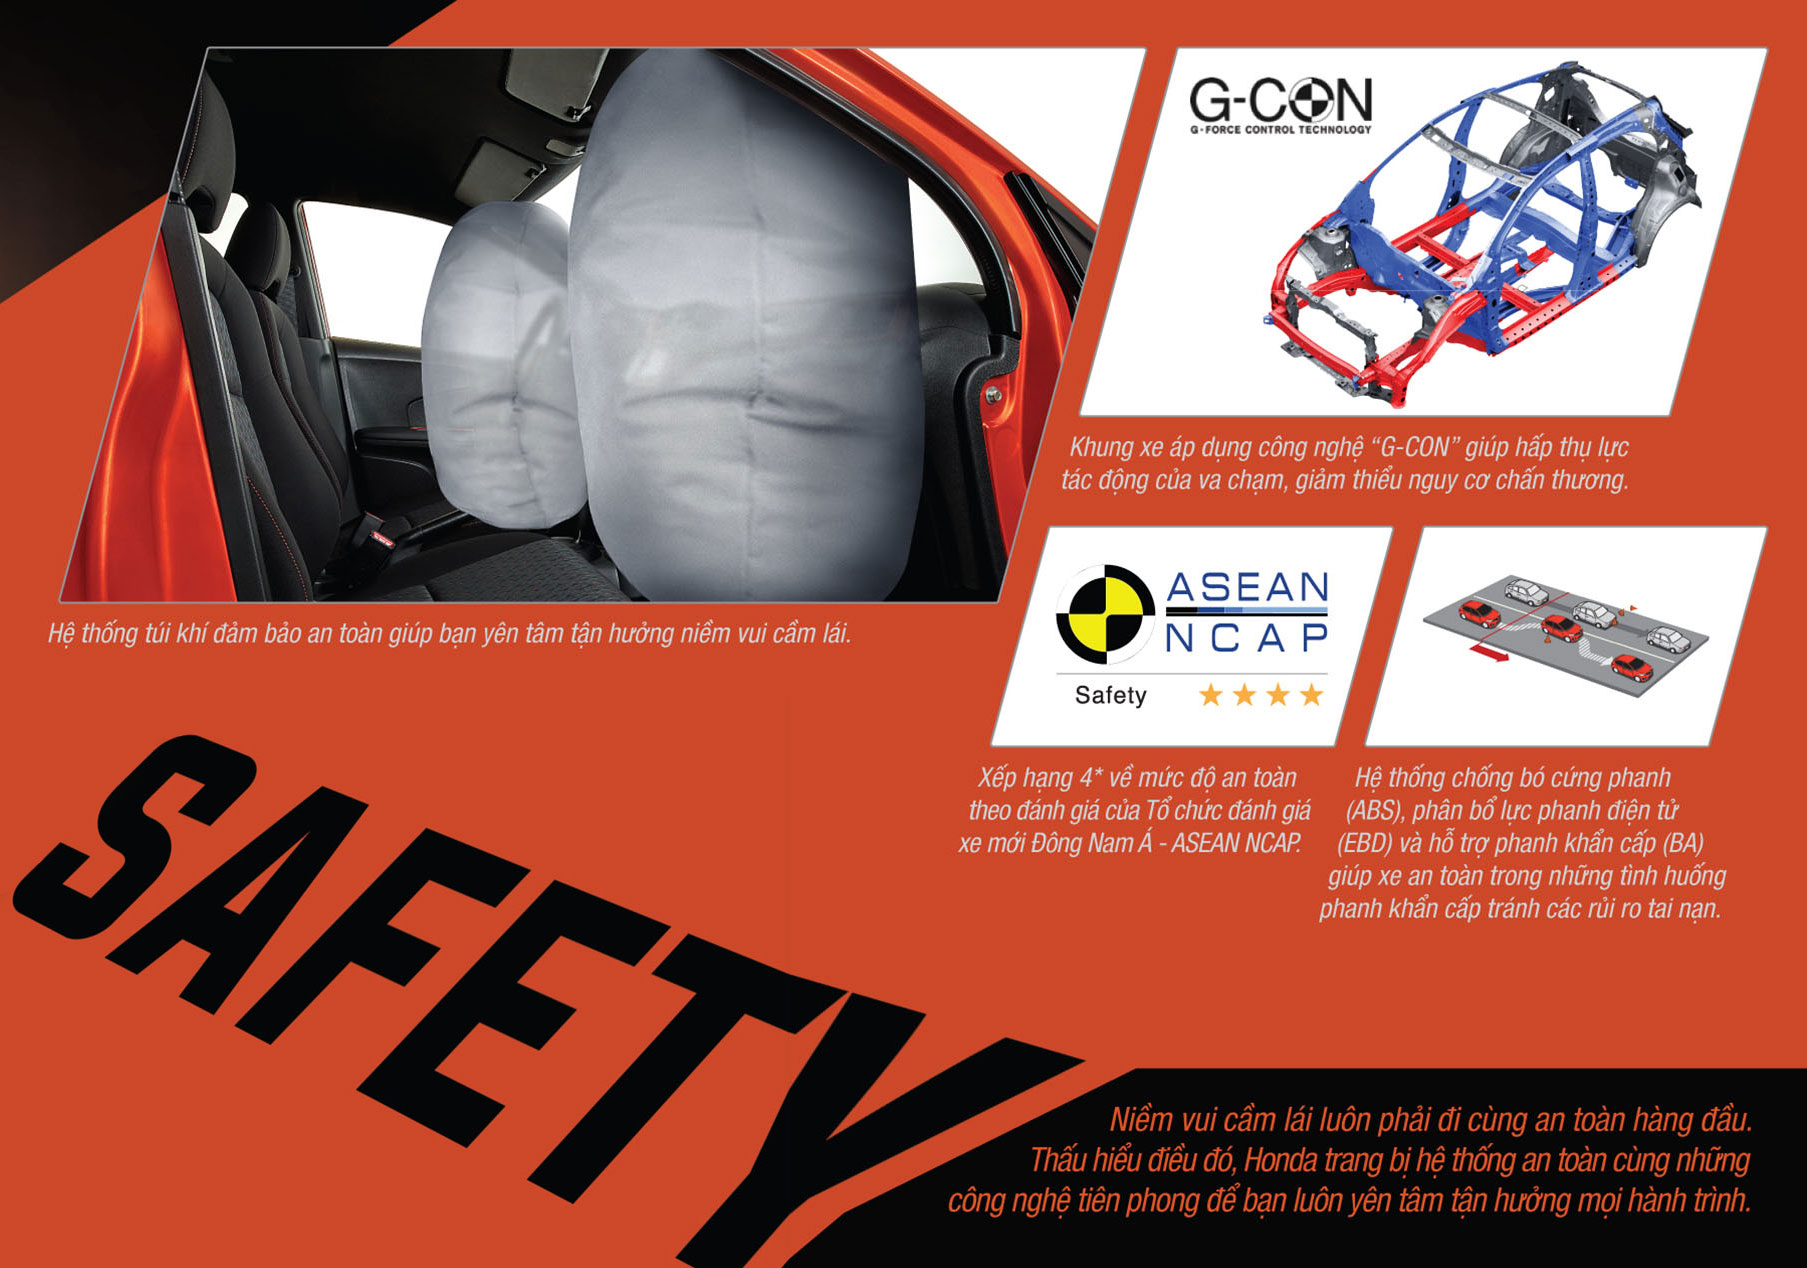 G-CON
G-FORCE CONTROL TECHNOLOGY
Khung xe áp dụng công nghệ “G-CON” giúp hấp thụ lực
tác động của va chạm, giảm thiểu nguy cơ chấn thương.
Hệ thống túi khí đảm bảo an toàn giúp bạn yên tâm tận hưởng niềm vui cầm lái.
ASEAN
NCAP
Safety ★★★★
Xếp hạng 4* về mức độ an toàn
theo đánh giá của Tổ chức đánh giá
xe mới Đông Nam Á - ASEAN NCAP.
Hệ thống chống bó cứng phanh
(ABS), phân bổ lực phanh điện tử
(EBD) và hỗ trợ phanh khẩn cấp (BA)
giúp xe an toàn trong những tình huống
phanh khẩn cấp tránh các rủi ro tai nạn.
SAFETY
Niềm vui cầm lái luôn phải đi cùng an toàn hàng đầu.
Thấu hiểu điều đó, Honda trang bị hệ thống an toàn cùng những
công nghệ tiên phong để bạn luôn yên tâm tận hưởng mọi hành trình.